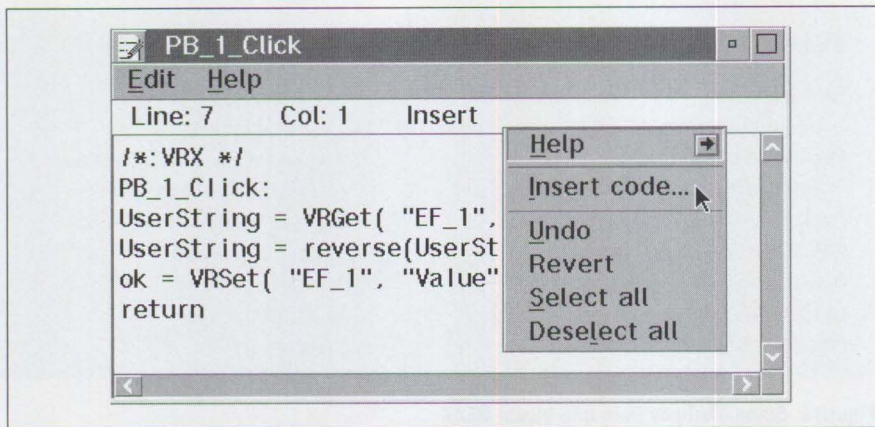 PB_1_Click
Edit Help
Line: 7 Col: 1 Insert
/*:VRX */
PB_1_Click:
UserString = VRGet( "EF_1",
UserString = reverse(UserSt
ok = VRSet( "EF_1", "Value"
return
Help
Insert code...
Undo
Revert
Select all
Deselect all